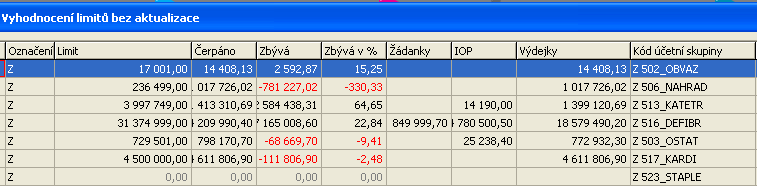 Vyhodnocení limitů bez aktualizace
Označení Limit Čerpáno Zbývá Zbývá v % Žádanky IOP Výdejky Kód účetní skupiny
Z 17 001,00 14 408,13 2 592,87 15,25 14 408,13 Z 502_OBVAZ
Z 236 499,00 017 726,02 -781 227,02 -330,33 1 017 726,02 Z 506_NAHRAD
Z 3 997 749,00 413 310,69 584 438,31 64,65 14 190,00 1 399 120,69 Z 513_KATETR
Z 31 374 999,00 209 990,40 165 008,60 22,84 849 999,70 780 500,50 18 579 490,20 Z 516_DEFIBR
Z 729 501,00 798 170,70 -68 669,70 -9,41 25 238,40 772 932,30 Z 503_OSTAT
Z 4 500 000,00 611 806,90 -111 806,90 -2,48 4 611 806,90 Z 517_KARDI
Z 0,00 0,00 0,00 0,00 Z 523_STAPLE